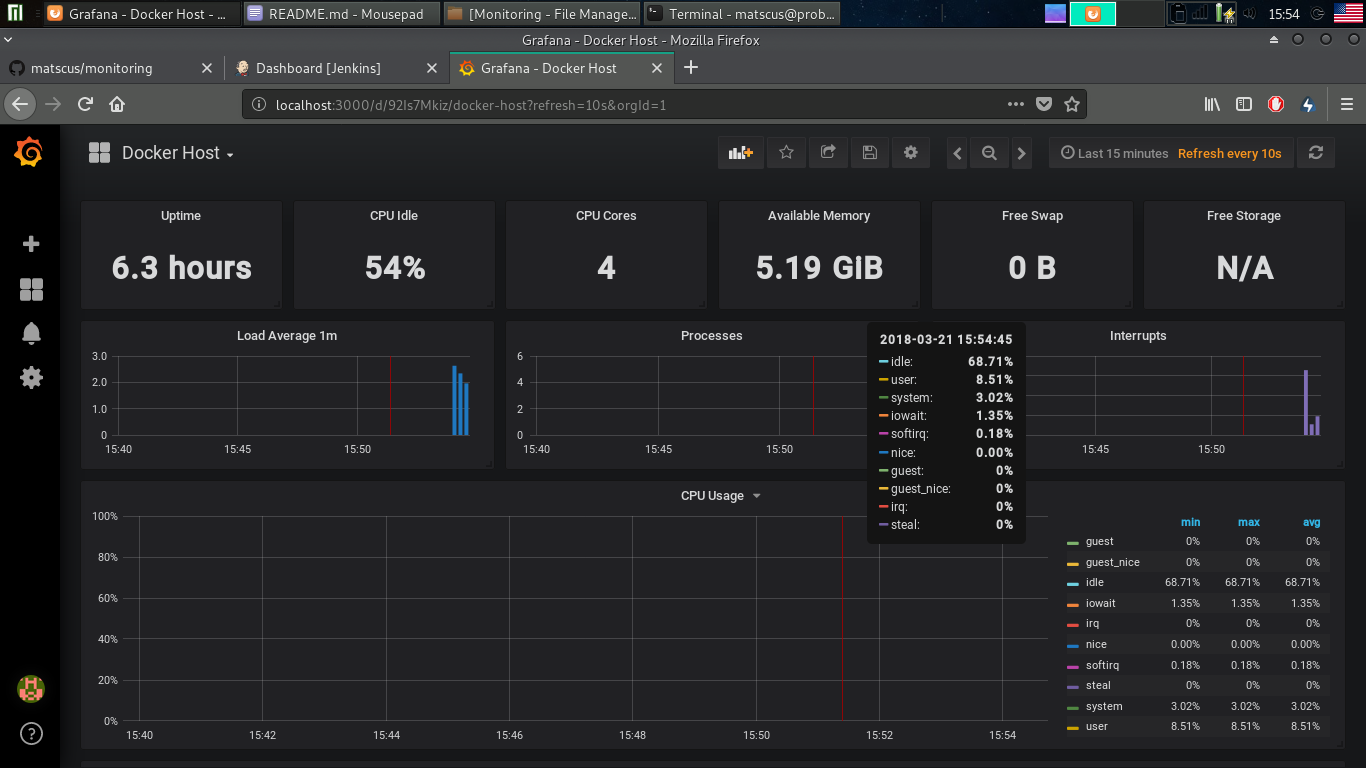 Grafana - Docker Host - ...
README.md - Mousepad
[Monitoring - File Manage...
Terminal - matscus@prob...
15:54
Grafana - Docker Host - Mozilla Firefox
matscus/monitoring
Dashboard [Jenkins]
Grafana - Docker Host
localhost:3000/d/92ls7Mkiz/docker-host?refresh=10s&orgId=1
Docker Host
Last 15 minutes Refresh every 10s
Uptime
6.3 hours
CPU Idle
54%
CPU Cores
4
Available Memory
5.19 GiB
Free Swap
0 B
Free Storage
N/A
Load Average 1m
3.0
2.0
1.0
0
15:40 15:45 15:50
Processes
6
4
2
0
15:40 15:45 15:50
Interrupts
15:45 15:50
2018-03-21 15:54:45
idle: 68.71%
user: 8.51%
system: 3.02%
iowait: 1.35%
softirq: 0.18%
nice: 0.00%
guest: 0%
guest_nice: 0%
irq: 0%
steal: 0%
CPU Usage
100%
80%
60%
40%
20%
0%
15:40 15:42 15:44 15:46 15:48 15:50 15:52 15:54
min max avg
guest 0% 0% 0%
guest_nice 0% 0% 0%
idle 68.71% 68.71% 68.71%
iowait 1.35% 1.35% 1.35%
irq 0% 0% 0%
nice 0.00% 0.00% 0.00%
softirq 0.18% 0.18% 0.18%
steal 0% 0% 0%
system 3.02% 3.02% 3.02%
user 8.51% 8.51% 8.51%